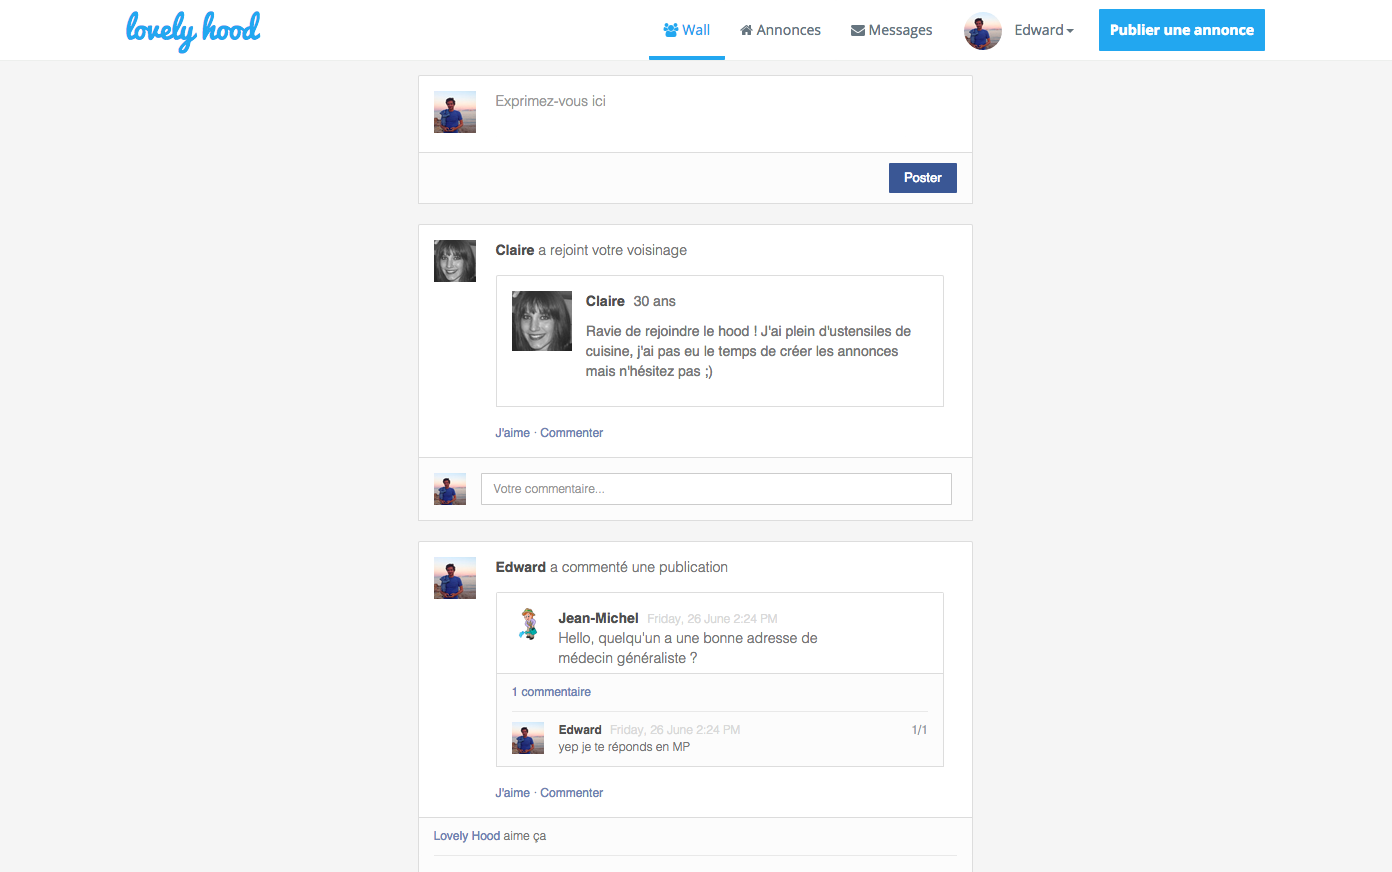 lovely hood
Wall
Annonces
Messages
Edward
Publier une annonce
Exprimez-vous ici
Poster
Claire a rejoint votre voisinage
Claire 30 ans
Ravie de rejoindre le hood ! J'ai plein d'ustensiles de
cuisine, j'ai pas eu le temps de créer les annonces
mais n'hésitez pas ;)
J'aime · Commenter
Votre commentaire...
Edward a commenté une publication
Jean-Michel Friday, 26 June 2:24 PM
Hello, quelqu'un a une bonne adresse de
médecin généraliste ?
1 commentaire
Edward Friday, 26 June 2:24 PM 1/1
yep je te réponds en MP
J'aime · Commenter
Lovely Hood aime ça